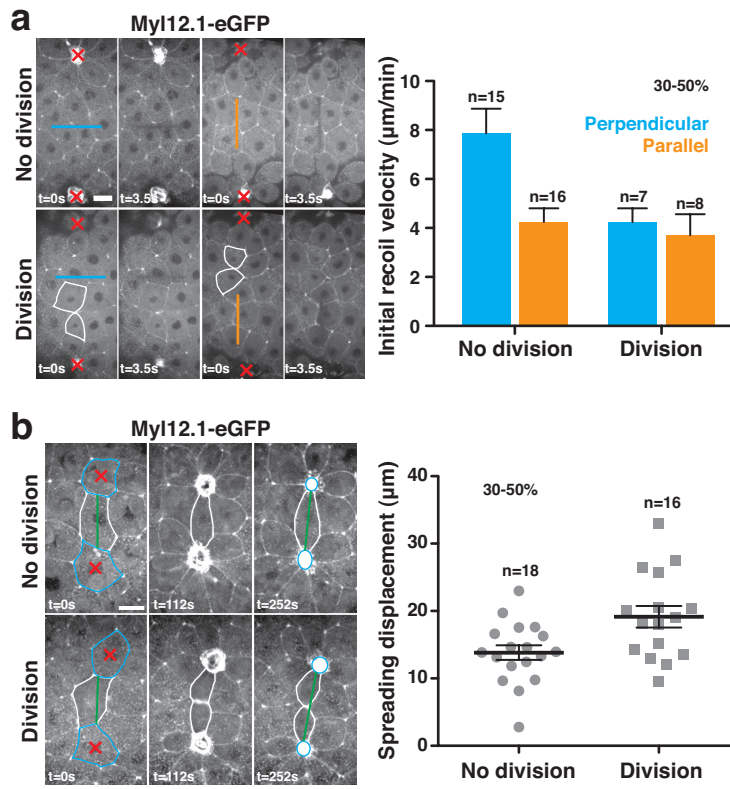 a
Myl12.1-eGFP
No division
t=0s
t=3.5s
t=0s
t=3.5s
Division
t=0s
t=3.5s
t=0s
t=3.5s
Initial recoil velocity (µm/min)
10
8
6
4
2
0
30-50%
Perpendicular
Parallel
n=15
n=16
n=7
n=8
No division
Division
b
Myl12.1-eGFP
No division
t=0s
t=112s
t=252s
Division
t=0s
t=112s
t=252s
Spreading displacement (µm)
40
30
20
10
0
30-50%
n=18
n=16
No division
Division